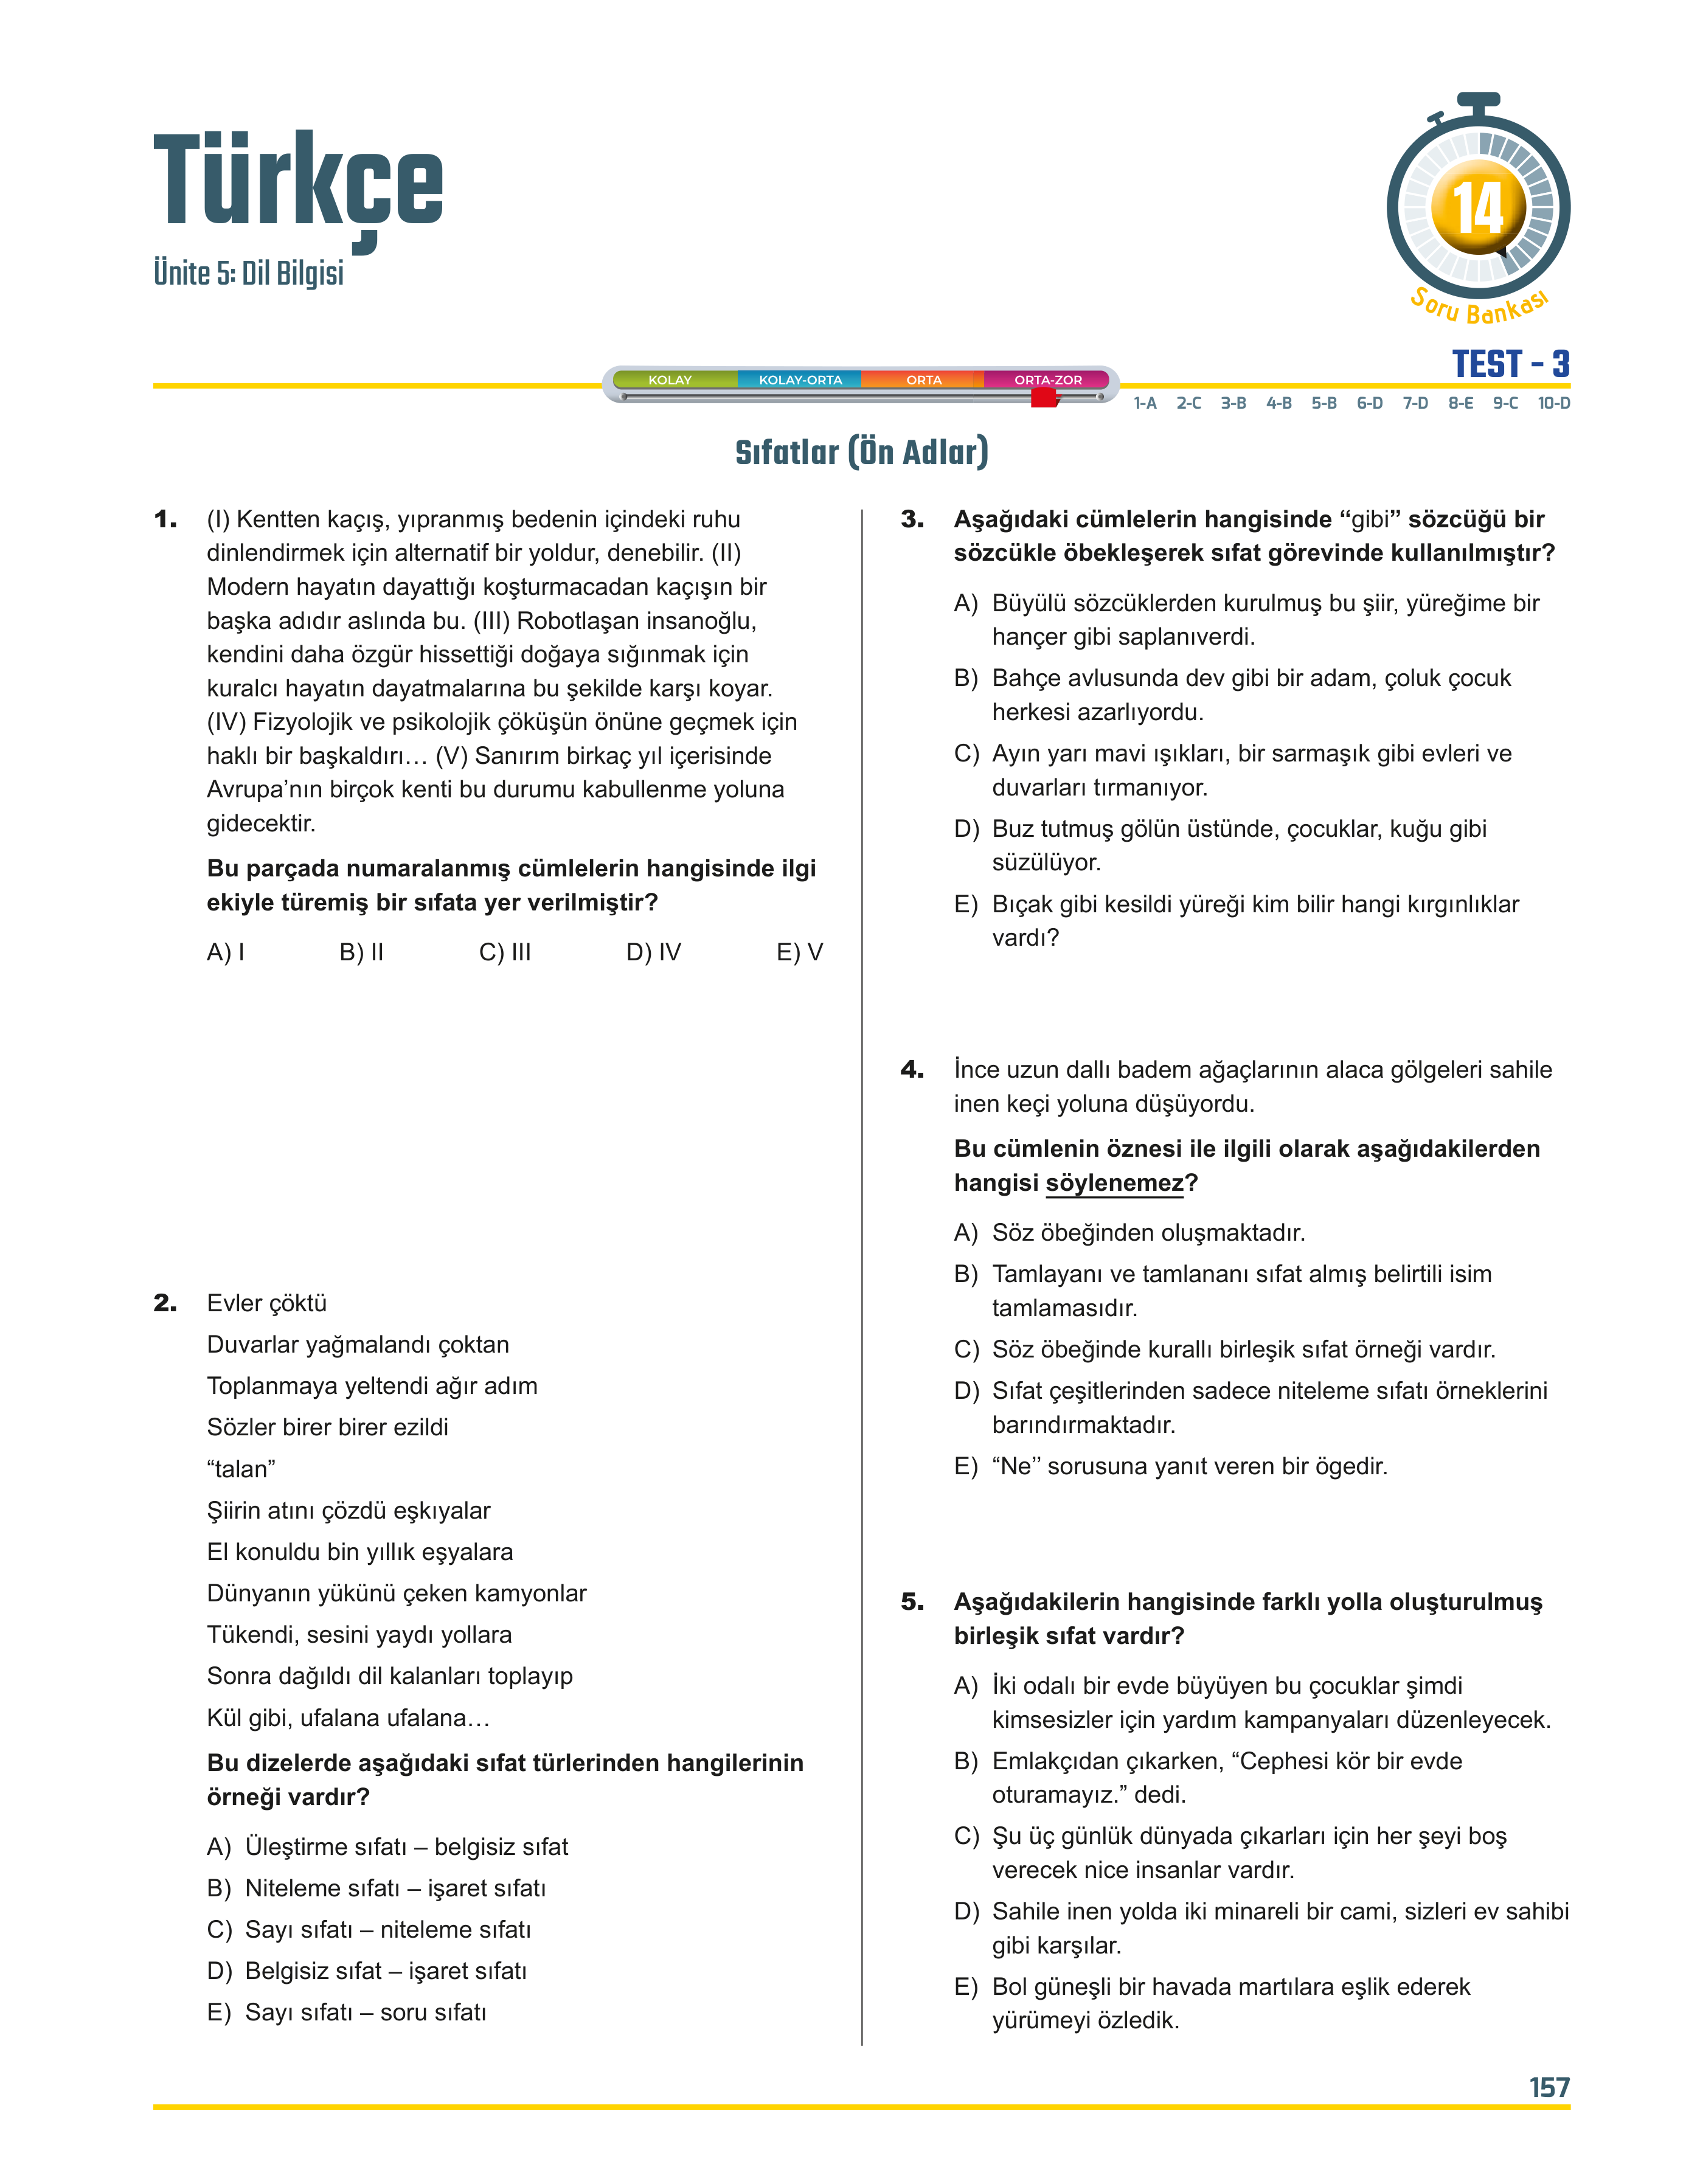 Türkçe
Ünite 5: Dil Bilgisi
14
Soru Bankası
TEST - 3
KOLAY KOLAY-ORTA ORTA ORTA-ZOR
1-A 2-C 3-B 4-B 5-B 6-D 7-D 8-E 9-C 10-D
Sıfatlar (Ön Adlar)
1. (I) Kentten kaçış, yıpranmış bedenin içindeki ruhu
dinlendirmek için alternatif bir yoldur, denebilir. (II)
Modern hayatın dayattığı koşturmacadan kaçışın bir
başka adıdır aslında bu. (III) Robotlaşan insanoğlu,
kendini daha özgür hissettiği doğaya sığınmak için
kuralcı hayatın dayatmalarına bu şekilde karşı koyar.
(IV) Fizyolojik ve psikolojik çöküşün önüne geçmek için
haklı bir başkaldırı… (V) Sanırım birkaç yıl içerisinde
Avrupa’nın birçok kenti bu durumu kabullenme yoluna
gidecektir.
Bu parçada numaralanmış cümlelerin hangisinde ilgi
ekiyle türemiş bir sıfata yer verilmiştir?
A) I B) II C) III D) IV E) V
2. Evler çöktü
Duvarlar yağmalandı çoktan
Toplanmaya yeltendi ağır adım
Sözler birer birer ezildi
“talan”
Şiirin atını çözdü eşkıyalar
El konuldu bin yıllık eşyalara
Dünyanın yükünü çeken kamyonlar
Tükendi, sesini yaydı yollara
Sonra dağıldı dil kalanları toplayıp
Kül gibi, ufalana ufalana…
Bu dizelerde aşağıdaki sıfat türlerinden hangilerinin
örneği vardır?
A) Üleştirme sıfatı – belgisiz sıfat
B) Niteleme sıfatı – işaret sıfatı
C) Sayı sıfatı – niteleme sıfatı
D) Belgisiz sıfat – işaret sıfatı
E) Sayı sıfatı – soru sıfatı
3. Aşağıdaki cümlelerin hangisinde “gibi” sözcüğü bir
sözcükle öbekleşerek sıfat görevinde kullanılmıştır?
A) Büyülü sözcüklerden kurulmuş bu şiir, yüreğime bir
hançer gibi saplanıverdi.
B) Bahçe avlusunda dev gibi bir adam, çoluk çocuk
herkesi azarlıyordu.
C) Ayın yarı mavi ışıkları, bir sarmaşık gibi evleri ve
duvarları tırmanıyor.
D) Buz tutmuş gölün üstünde, çocuklar, kuğu gibi
süzülüyor.
E) Bıçak gibi kesildi yüreği kim bilir hangi kırgınlıklar
vardı?
4. İnce uzun dallı badem ağaçlarının alaca gölgeleri sahile
inen keçi yoluna düşüyordu.
Bu cümlenin öznesi ile ilgili olarak aşağıdakilerden
hangisi söylenemez?
A) Söz öbeğinden oluşmaktadır.
B) Tamlayanı ve tamlananı sıfat almış belirtili isim
tamlamasıdır.
C) Söz öbeğinde kurallı birleşik sıfat örneği vardır.
D) Sıfat çeşitlerinden sadece niteleme sıfatı örneklerini
barındırmaktadır.
E) “Ne’’ sorusuna yanıt veren bir ögedir.
5. Aşağıdakilerin hangisinde farklı yolla oluşturulmuş
birleşik sıfat vardır?
A) İki odalı bir evde büyüyen bu çocuklar şimdi
kimsesizler için yardım kampanyaları düzenleyecek.
B) Emlakçıdan çıkarken, “Cephesi kör bir evde
oturamayız.” dedi.
C) Şu üç günlük dünyada çıkarları için her şeyi boş
verecek nice insanlar vardır.
D) Sahile inen yolda iki minareli bir cami, sizleri ev sahibi
gibi karşılar.
E) Bol güneşli bir havada martılara eşlik ederek
yürümeyi özledik.
157